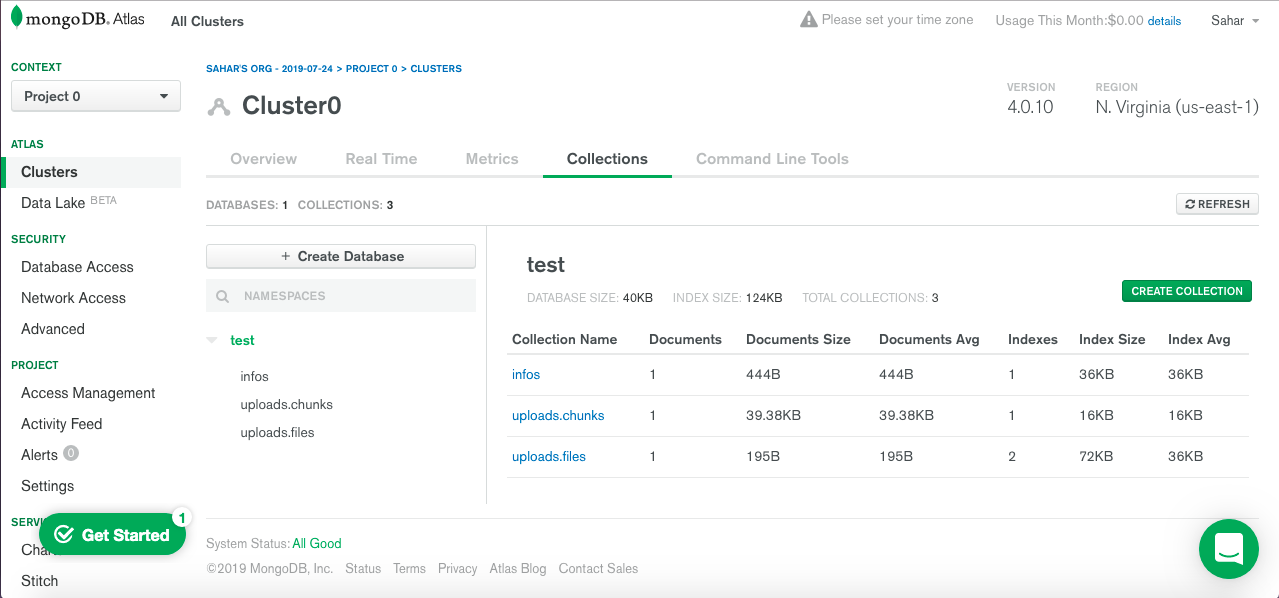 mongoDB. Atlas All Clusters Please set your time zone Usage This Month:$0.00 details Sahar
CONTEXT
Project 0
ATLAS
Clusters
Data Lake BETA
SECURITY
Database Access
Network Access
Advanced
PROJECT
Access Management
Activity Feed
Alerts 0
Settings
Get Started 1
Stitch
SAHAR'S ORG - 2019-07-24 > PROJECT 0 > CLUSTERS
Cluster0
VERSION
4.0.10
REGION
N. Virginia (us-east-1)
Overview Real Time Metrics Collections Command Line Tools
DATABASES: 1 COLLECTIONS: 3 REFRESH
+ Create Database
NAMESPACES
test
infos
uploads.chunks
uploads.files
test
DATABASE SIZE: 40KB INDEX SIZE: 124KB TOTAL COLLECTIONS: 3
CREATE COLLECTION
Collection Name Documents Documents Size Documents Avg Indexes Index Size Index Avg
infos 1 444B 444B 1 36KB 36KB
uploads.chunks 1 39.38KB 39.38KB 1 16KB 16KB
uploads.files 1 195B 195B 2 72KB 36KB
System Status: All Good
©2019 MongoDB, Inc. Status Terms Privacy Atlas Blog Contact Sales